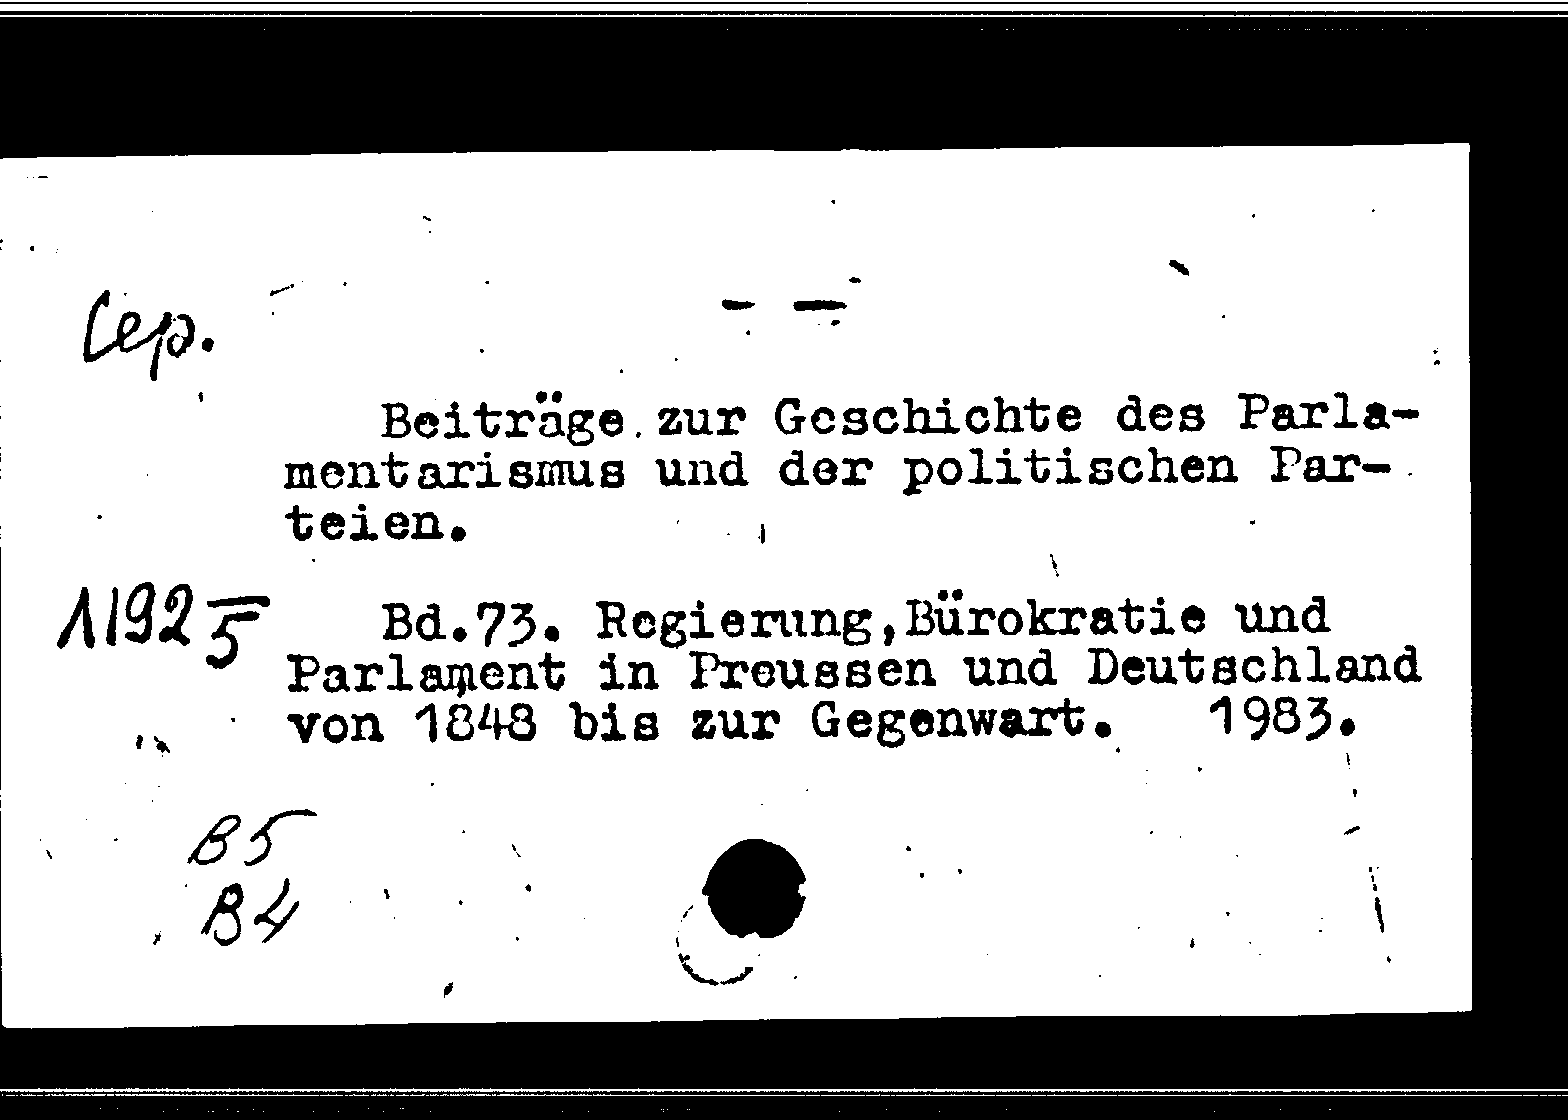 Сер.
— —
Beiträge zur Geschichte des Parla-
mentarismus und der politischen Par-
teien.
11925
Bd.73. Regierung,Bürokratie und
Parlament in Preussen und Deutschland
von 1848 bis zur Gegenwart. 1983.
B5
B4